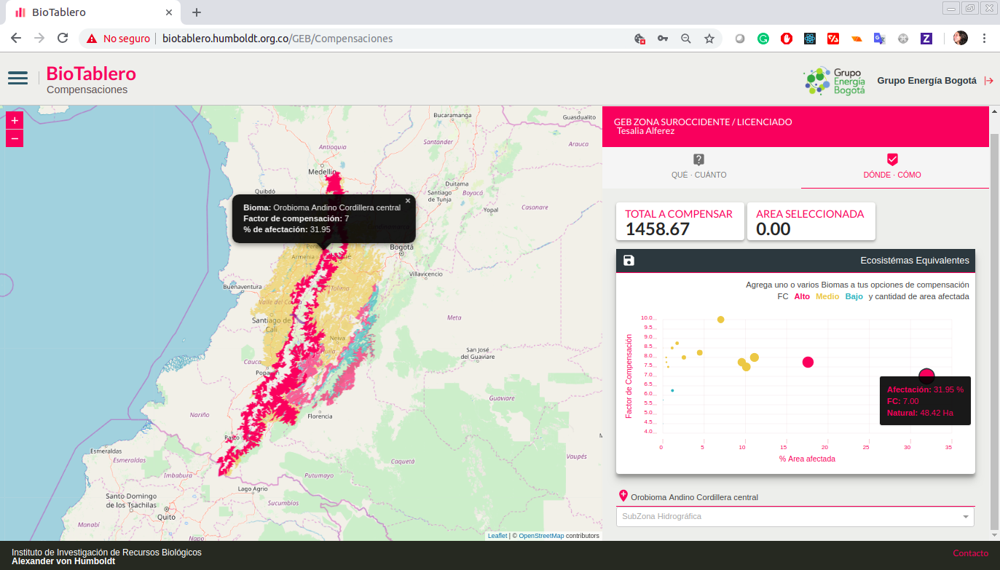 BioTablero
No seguro
biotablero.humboldt.org.co/GEB/Compensaciones
BioTablero
Compensaciones
Grupo
Energía
Bogotá
Grupo Energía Bogotá
+
−
Bucaramanga
Guasdualito
Santander
Arauca
Antioquia
Medellín
Duitama
Santiago
de Tunja
Boyacá
Quibdó
Yopal
Casanare
Bioma: Orobioma Andino Cordillera central
Factor de compensación: 7
% de afectación: 31.95
×
Bogotá
Armenia
Villavicencio
Buenaventura
Tolima
Valle del Ca
Santiago de
Cali
Meta
Neiva
Huila
San José
del Guaviare
Cauca
Popayán
Guaviare
Florencia
Nariño
Pasto
Esmeraldas
Esmeraldas
Vaupés
Caquetá
Imbabura
Putumayo
Lago Agrio
Santo Domingo
de los Tsáchilas
Sucumbios
Quito
Manabí
Napo
Leaflet | © OpenStreetMap contributors
GEB ZONA SUROCCIDENTE / LICENCIADO
Tesalia Alferez
QUÉ · CUÁNTO
DÓNDE · CÓMO
TOTAL A COMPENSAR
1458.67
AREA SELECCIONADA
0.00
Ecosistémas Equivalentes
Agrega uno o varios Biomas a tus opciones de compensación
FC Alto Medio Bajo y cantidad de area afectada
Factor de Compensación
10.0
9.5
9.0
8.5
8.0
7.5
7.0
6.5
6.0
5.5
5.0
4.5
4.0
0 5 10 15 20 25 30 35
% Area afectada
Afectación: 31.95 %
FC: 7.00
Natural: 48.42 Ha
Orobioma Andino Cordillera central
SubZona Hidrográfica
Instituto de Investigación de Recursos Biológicos
Alexander von Humboldt
Contacto